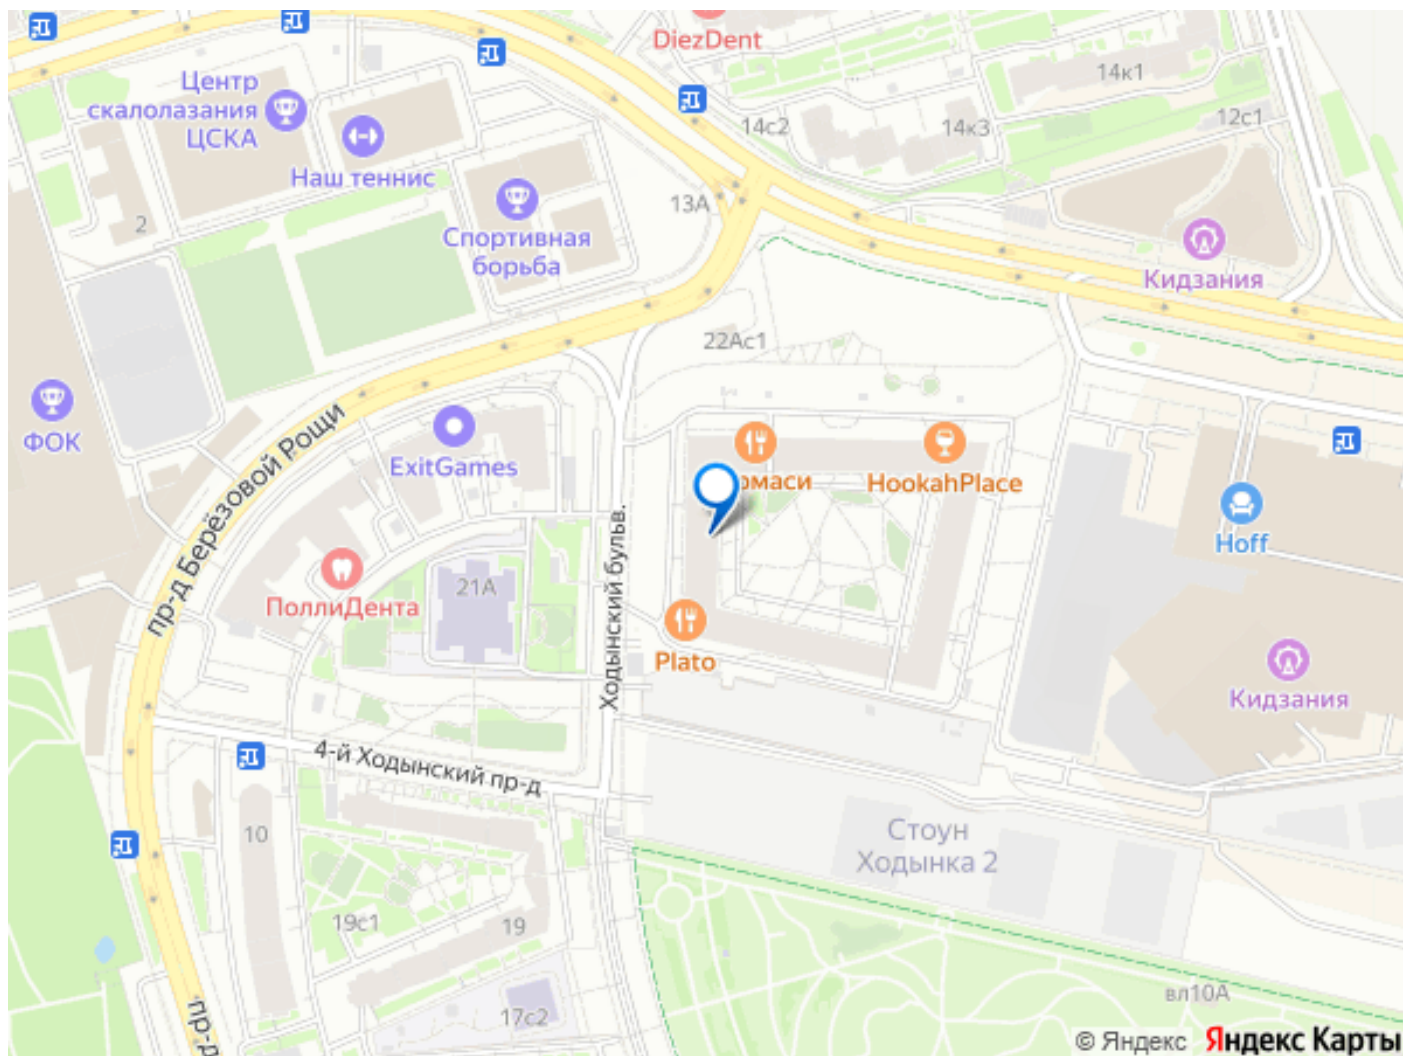 DiezDent
14к1
Центр
скалолазания
ЦСКА
12с1
14с2
14к3
Наш теннис
13А
2
Спортивная
борьба
Кидзания
22Ас1
ФОК
ExitGames
пр-д Берёзовой Рощи
HookahPlace
Hoff
ПоллиДента
21А
Ходынский бульв.
Plato
Кидзания
4-й Ходынский пр-д
10
Стоун
Ходынка 2
19с1
19
17с2
вл10А
пр-д
© Яндекс Яндекс Карты